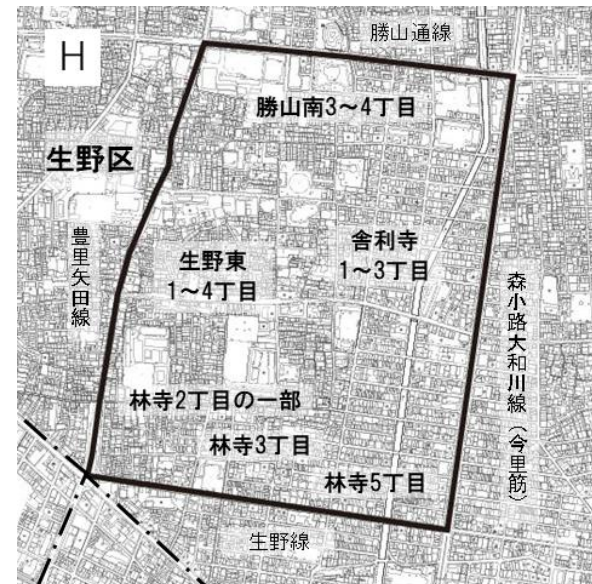 勝山通線
H
勝山南3～4丁目
生野区
舎利寺
1～3丁目
生野東
1～4丁目
豊里矢田線
森小路大和川線（今里筋）
林寺2丁目の一部
林寺3丁目
林寺5丁目
生野線